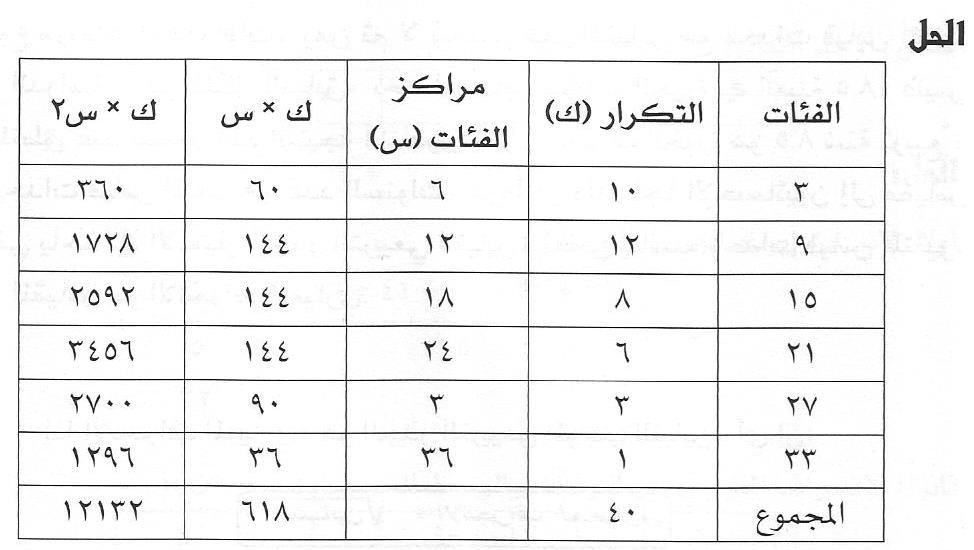 الحل
الفئات التكرار (ك) مراكز الفئات (س) ك × س ك × س٢
٣ ١٠ ٦ ٦٠ ٣٦٠
٩ ١٢ ١٢ ١٤٤ ١٧٢٨
١٥ ٨ ١٨ ١٤٤ ٢٥٩٢
٢١ ٦ ٢٤ ١٤٤ ٣٤٥٦
٢٧ ٣ ٣ ٩٠ ٢٧٠٠
٣٣ ١ ٣٦ ٣٦ ١٢٩٦
المجموع ٤٠ ٦١٨ ١٢١٣٢